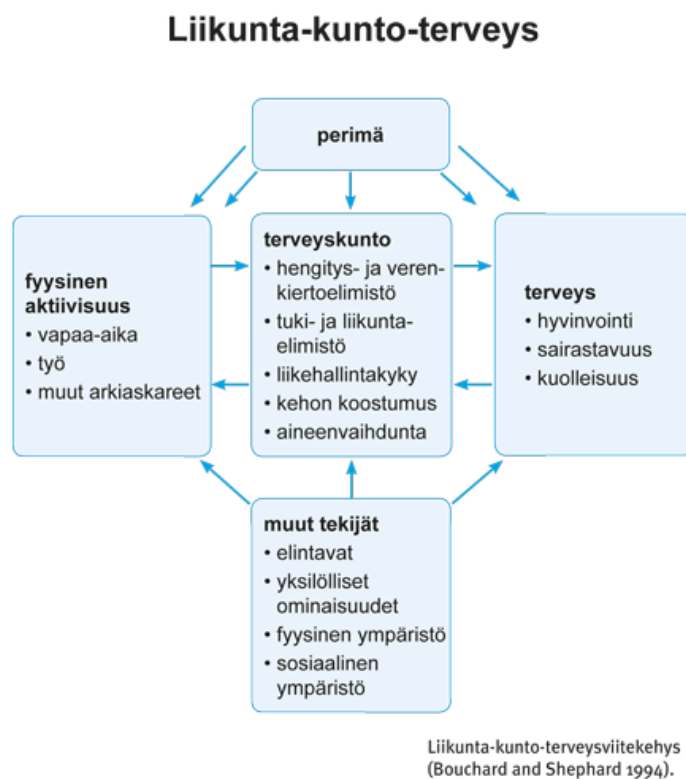 Liikunta-kunto-terveys
perimä
fyysinen
aktiivisuus
• vapaa-aika
• työ
• muut arkiaskareet
terveyskunto
• hengitys- ja veren-
kiertoelimistö
• tuki- ja liikunta-
elimistö
• liikehallintakyky
• kehon koostumus
• aineenvaihdunta
terveys
• hyvinvointi
• sairastavuus
• kuolleisuus
muut tekijät
• elintavat
• yksilölliset
ominaisuudet
• fyysinen ympäristö
• sosiaalinen
ympäristö
Liikunta-kunto-terveysviitekehys
(Bouchard and Shephard 1994).